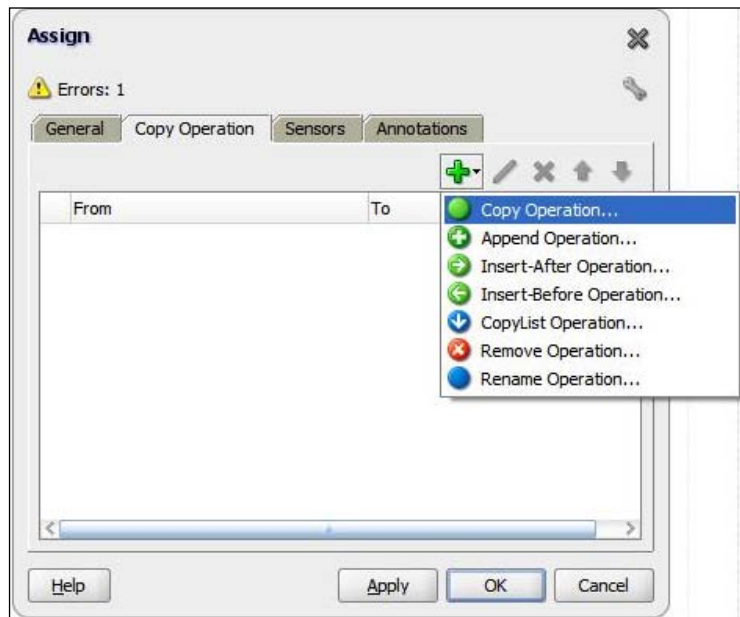 Assign
Errors: 1
General Copy Operation Sensors Annotations
From To
Copy Operation...
Append Operation...
Insert-After Operation...
Insert-Before Operation...
CopyList Operation...
Remove Operation...
Rename Operation...
Help Apply OK Cancel